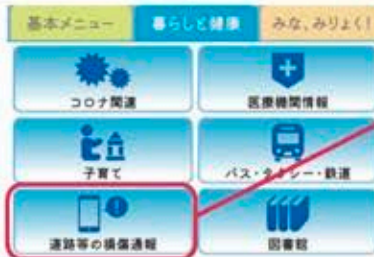 基本メニュー
暮らしと健康
みな、みりょく!
コロナ関連
医療機関情報
子育て
バス・タクシー・鉄道
道路等の損傷通報
図書館